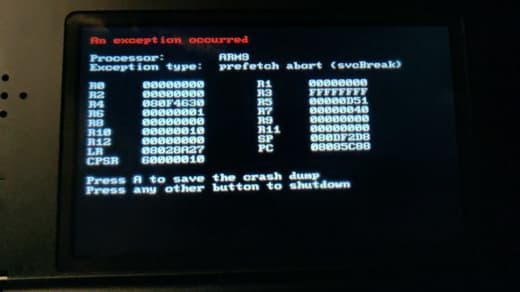 An exception occurred
Processor: ARM9
Exception type: prefetch abort (svcBreak)
R0 00000000 R1 00000000
R2 00000000 R3 FFFFFFFF
R4 080F4630 R5 00000D51
R6 00000001 R7 00000040
R8 00000000 R9 00000000
R10 00000010 R11 00000000
R12 00000000 SP 080DF2D8
LR 08028A27 PC 08085C88
CPSR 60000010
Press A to save the crash dump
Press any other button to shutdown